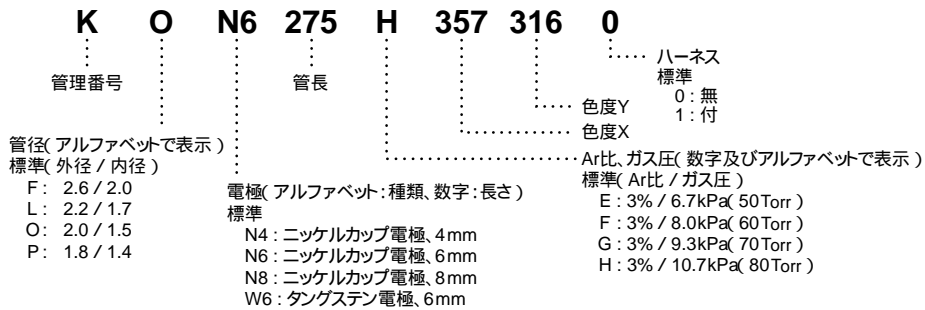 K O N6 275 H 357 316 0
管理番号
管長
ハーネス
標準
0 : 無
1 : 付
色度Y
色度X
管径( アルファベットで表示 )
標準( 外径 / 内径 )
F : 2.6 / 2.0
L : 2.2 / 1.7
O : 2.0 / 1.5
P : 1.8 / 1.4
電極( アルファベット : 種類、数字 : 長さ )
標準
N4 : ニッケルカップ電極、4mm
N6 : ニッケルカップ電極、6mm
N8 : ニッケルカップ電極、8mm
W6 : タングステン電極、6mm
Ar比、ガス圧( 数字及びアルファベットで表示 )
標準( Ar比 / ガス圧 )
E : 3% / 6.7kPa( 50Torr )
F : 3% / 8.0kPa( 60Torr )
G : 3% / 9.3kPa( 70Torr )
H : 3% / 10.7kPa( 80Torr )